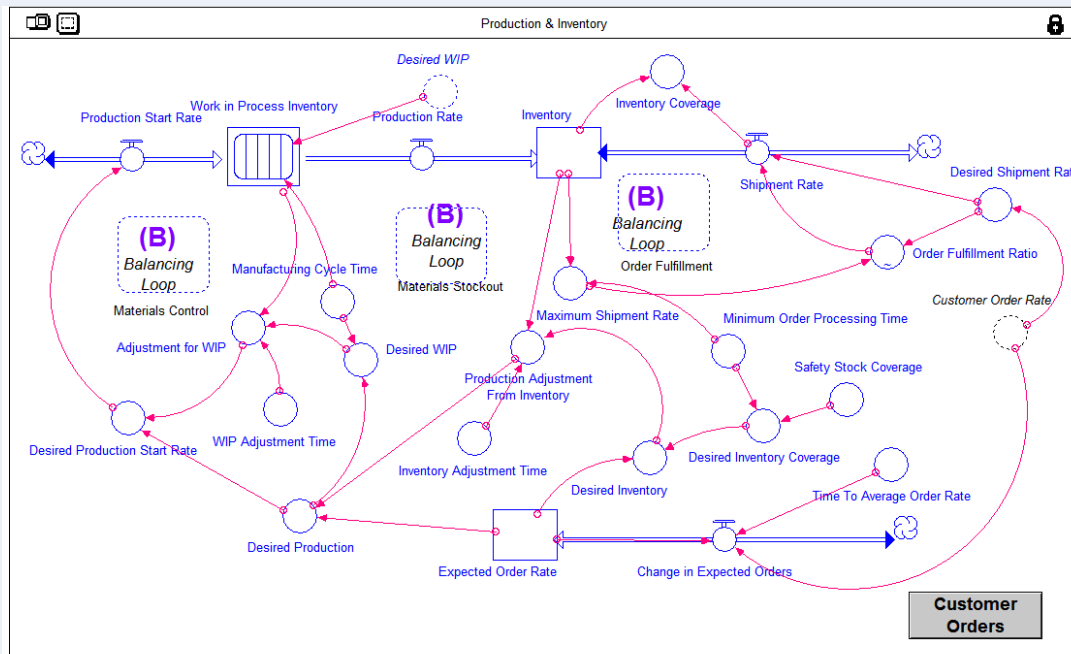 Production & Inventory
Desired WIP
Work in Process Inventory
Production Start Rate
Production Rate
Inventory
Inventory Coverage
Shipment Rate
Desired Shipment Rat
(B)
Balancing
Loop
Materials Control
(B)
Balancing
Loop
Materials Stockout
(B)
Balancing
Loop
Order Fulfillment
Order Fulfillment Ratio
~
Manufacturing Cycle Time
Customer Order Rate
Maximum Shipment Rate
Minimum Order Processing Time
Adjustment for WIP
Desired WIP
Production Adjustment
From Inventory
Safety Stock Coverage
WIP Adjustment Time
Desired Production Start Rate
Inventory Adjustment Time
Desired Inventory Coverage
Desired Inventory
Time To Average Order Rate
Desired Production
Expected Order Rate
Change in Expected Orders
Customer
Orders